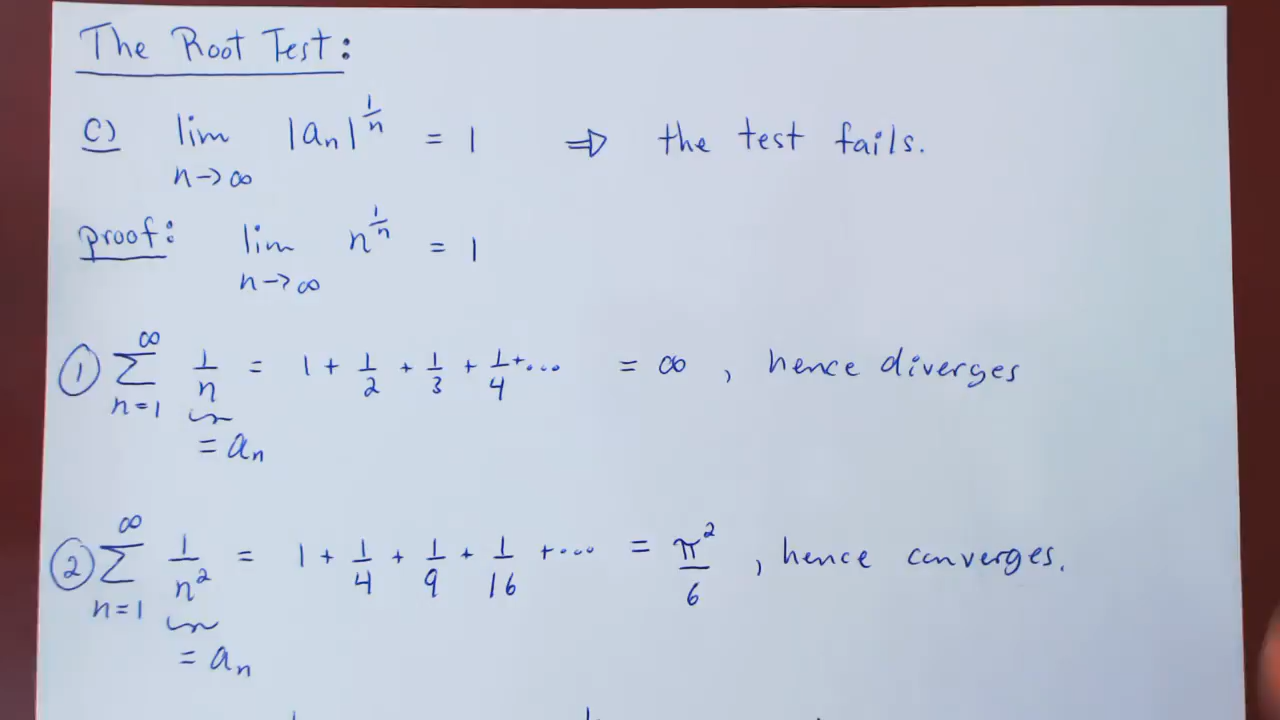 The Root Test:
c) lim n→∞ |aₙ|^(1/n) = 1 ⇒ the test fails.
proof: lim n→∞ n^(1/n) = 1
① ∑ n=1 ∞ 1/n = 1 + 1/2 + 1/3 + 1/4 + ... = ∞ , hence diverges
= aₙ
② ∑ n=1 ∞ 1/n² = 1 + 1/4 + 1/9 + 1/16 + ... = π²/6 , hence converges.
= aₙ